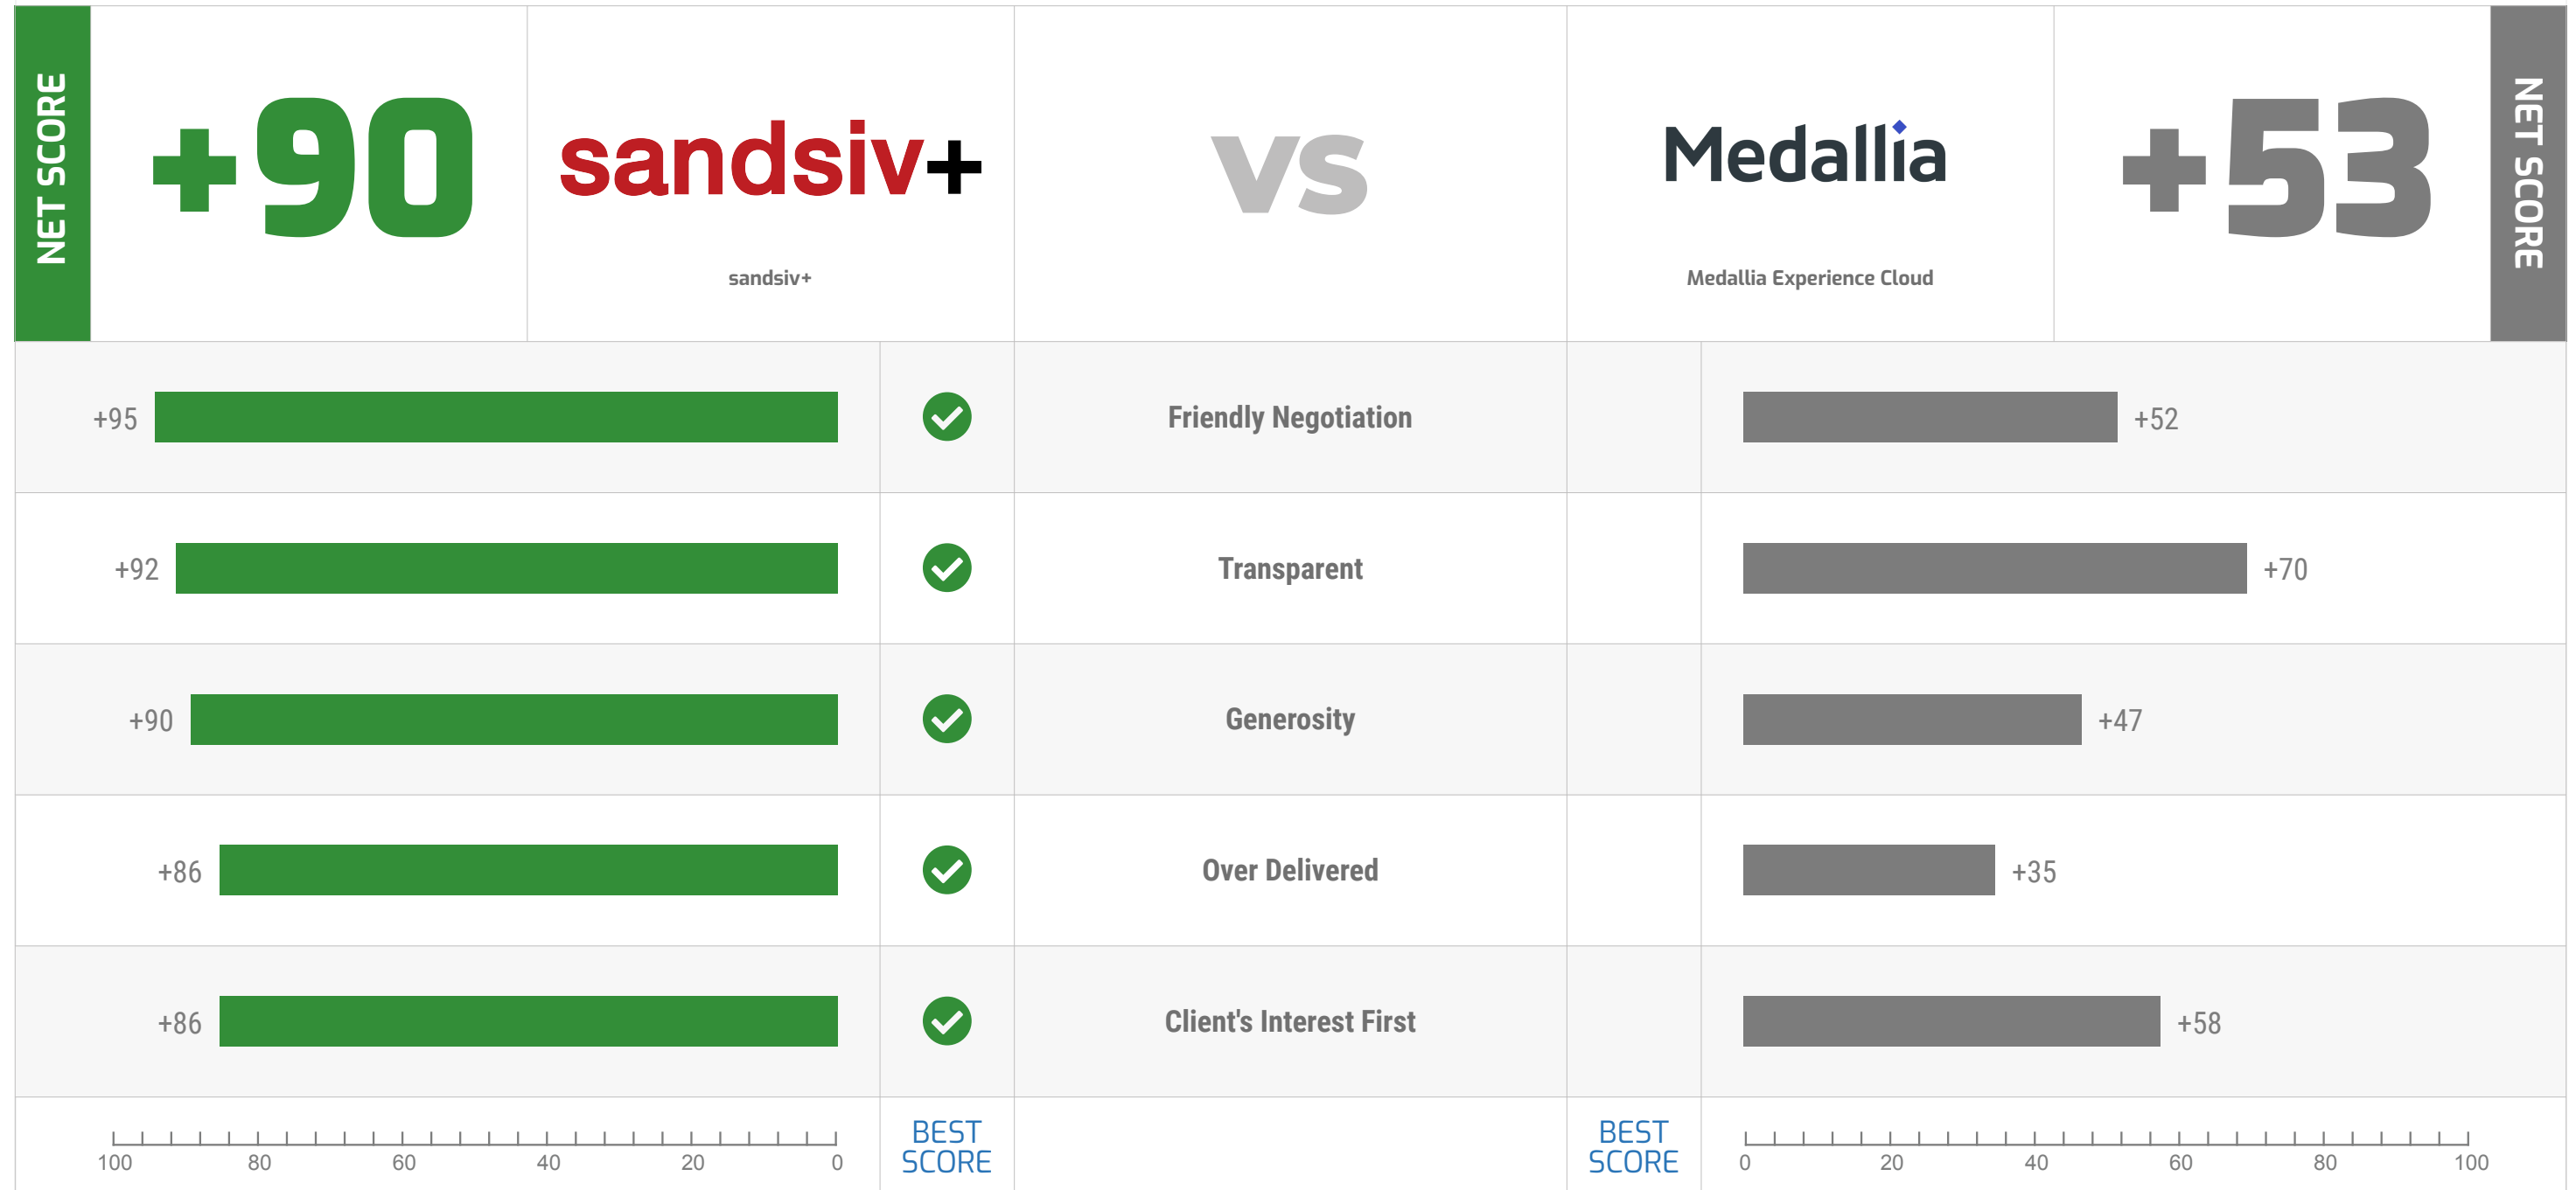 NET SCORE
+90
sandsiv+
sandsiv+
vs
Medallia
Medallia Experience Cloud
+53
NET SCORE
+95
Friendly Negotiation
+52
+92
Transparent
+70
+90
Generosity
+47
+86
Over Delivered
+35
+86
Client's Interest First
+58
100 80 60 40 20 0
BEST
SCORE
BEST
SCORE
0 20 40 60 80 100